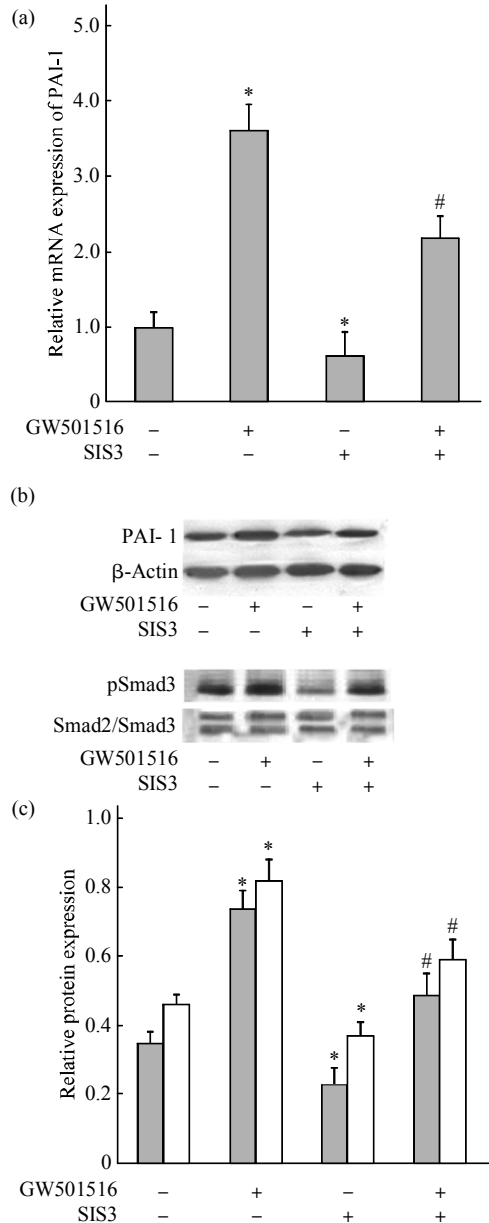 (a)
Relative mRNA expression of PAI-1
5.0
4.0
3.0
2.0
1.0
0
*
*
#
GW501516 – + – +
SIS3 – – + +
(b)
PAI- 1
β-Actin
GW501516 – + – +
SIS3 – – + +
pSmad3
Smad2/Smad3
GW501516 – + – +
SIS3 – – + +
(c)
Relative protein expression
1.0
0.8
0.6
0.4
0.2
0
* *
* *
# #
GW501516 – + – +
SIS3 – – + +